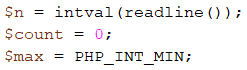 $n = intval(readline());
$count = 0;
$max = PHP_INT_MIN;